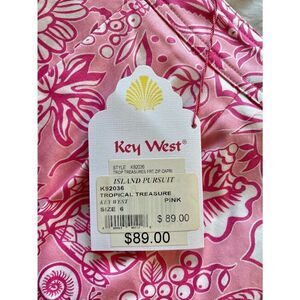 Key West®
STYLE: K92036
TROP TREASURES FRT ZIP CAPRI
ISLAND PURSUIT
K92036
TROPICAL TREASURE
KEY WEST PINK
SIZE 6
$ 89.00
$89.00